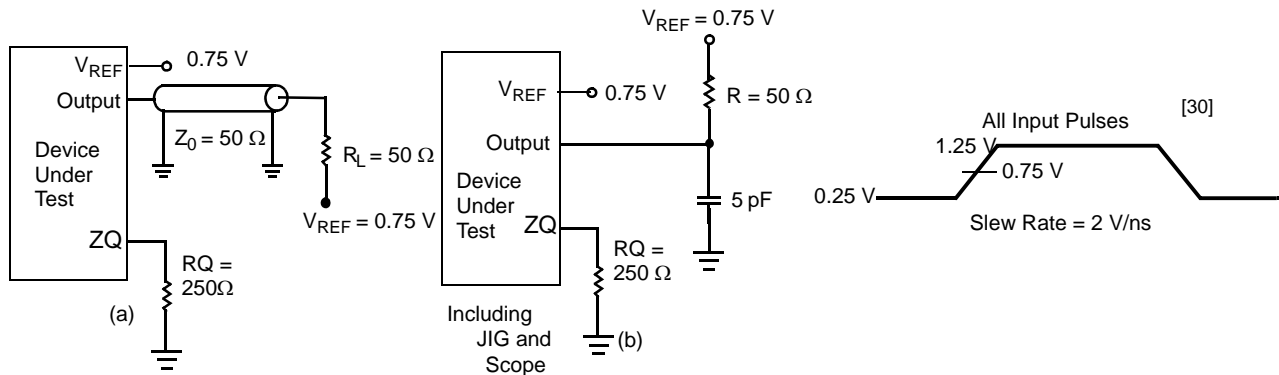 V_REF
0.75 V
Output
Z_0 = 50 Ω
Device
Under
Test
R_L = 50 Ω
V_REF = 0.75 V
ZQ
RQ =
250Ω
(a)
V_REF = 0.75 V
V_REF
0.75 V
R = 50 Ω
Output
Device
Under
Test
5 pF
ZQ
RQ =
250 Ω
Including
JIG and
Scope
(b)
[30]
All Input Pulses
1.25 V
0.75 V
0.25 V
Slew Rate = 2 V/ns